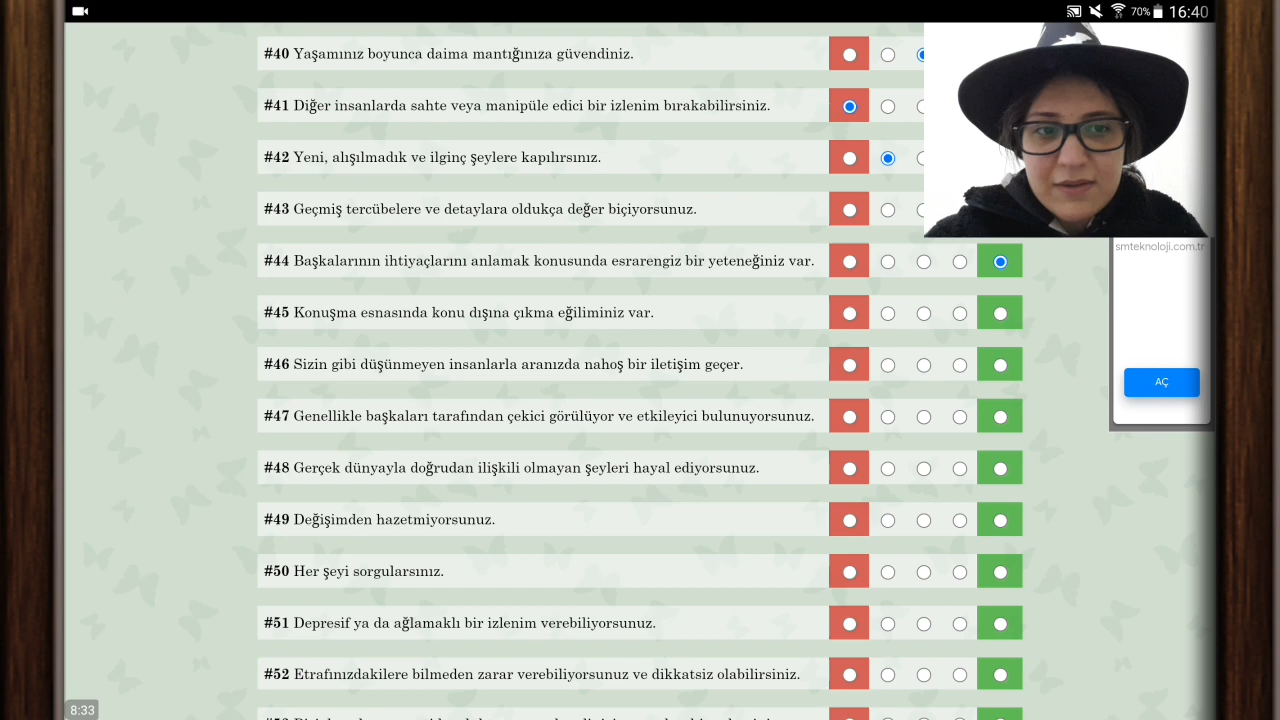 70% 16:40
#40 Yaşamınız boyunca daima mantığınıza güvendiniz.
#41 Diğer insanlarda sahte veya manipüle edici bir izlenim bırakabilirsiniz.
#42 Yeni, alışılmadık ve ilginç şeylere kapılırsınız.
#43 Geçmiş tercübelere ve detaylara oldukça değer biçiyorsunuz.
smteknoloji.com.tr
#44 Başkalarının ihtiyaçlarını anlamak konusunda esrarengiz bir yeteneğiniz var.
#45 Konuşma esnasında konu dışına çıkma eğiliminiz var.
#46 Sizin gibi düşünmeyen insanlarla aranızda nahoş bir iletişim geçer.
AÇ
#47 Genellikle başkaları tarafından çekici görülüyor ve etkileyici bulunuyorsunuz.
#48 Gerçek dünyayla doğrudan ilişkili olmayan şeyleri hayal ediyorsunuz.
#49 Değişimden hazetmiyorsunuz.
#50 Her şeyi sorgularsınız.
#51 Depresif ya da ağlamaklı bir izlenim verebiliyorsunuz.
#52 Etrafınızdakilere bilmeden zarar verebiliyorsunuz ve dikkatsiz olabilirsiniz.
8:33